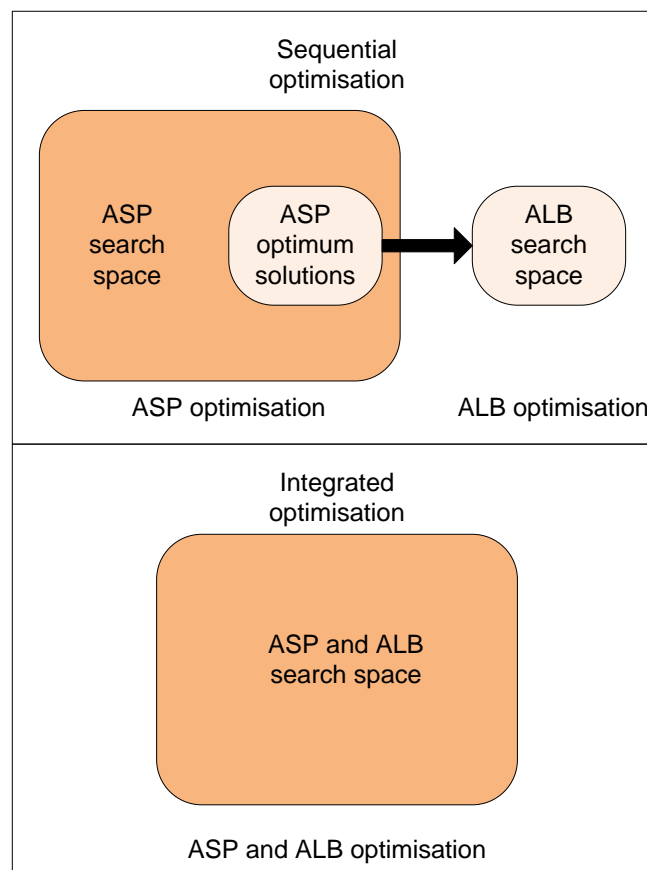 Sequential
optimisation
ASP
search
space
ASP
optimum
solutions
ALB
search
space
ASP optimisation
ALB optimisation
Integrated
optimisation
ASP and ALB
search space
ASP and ALB optimisation